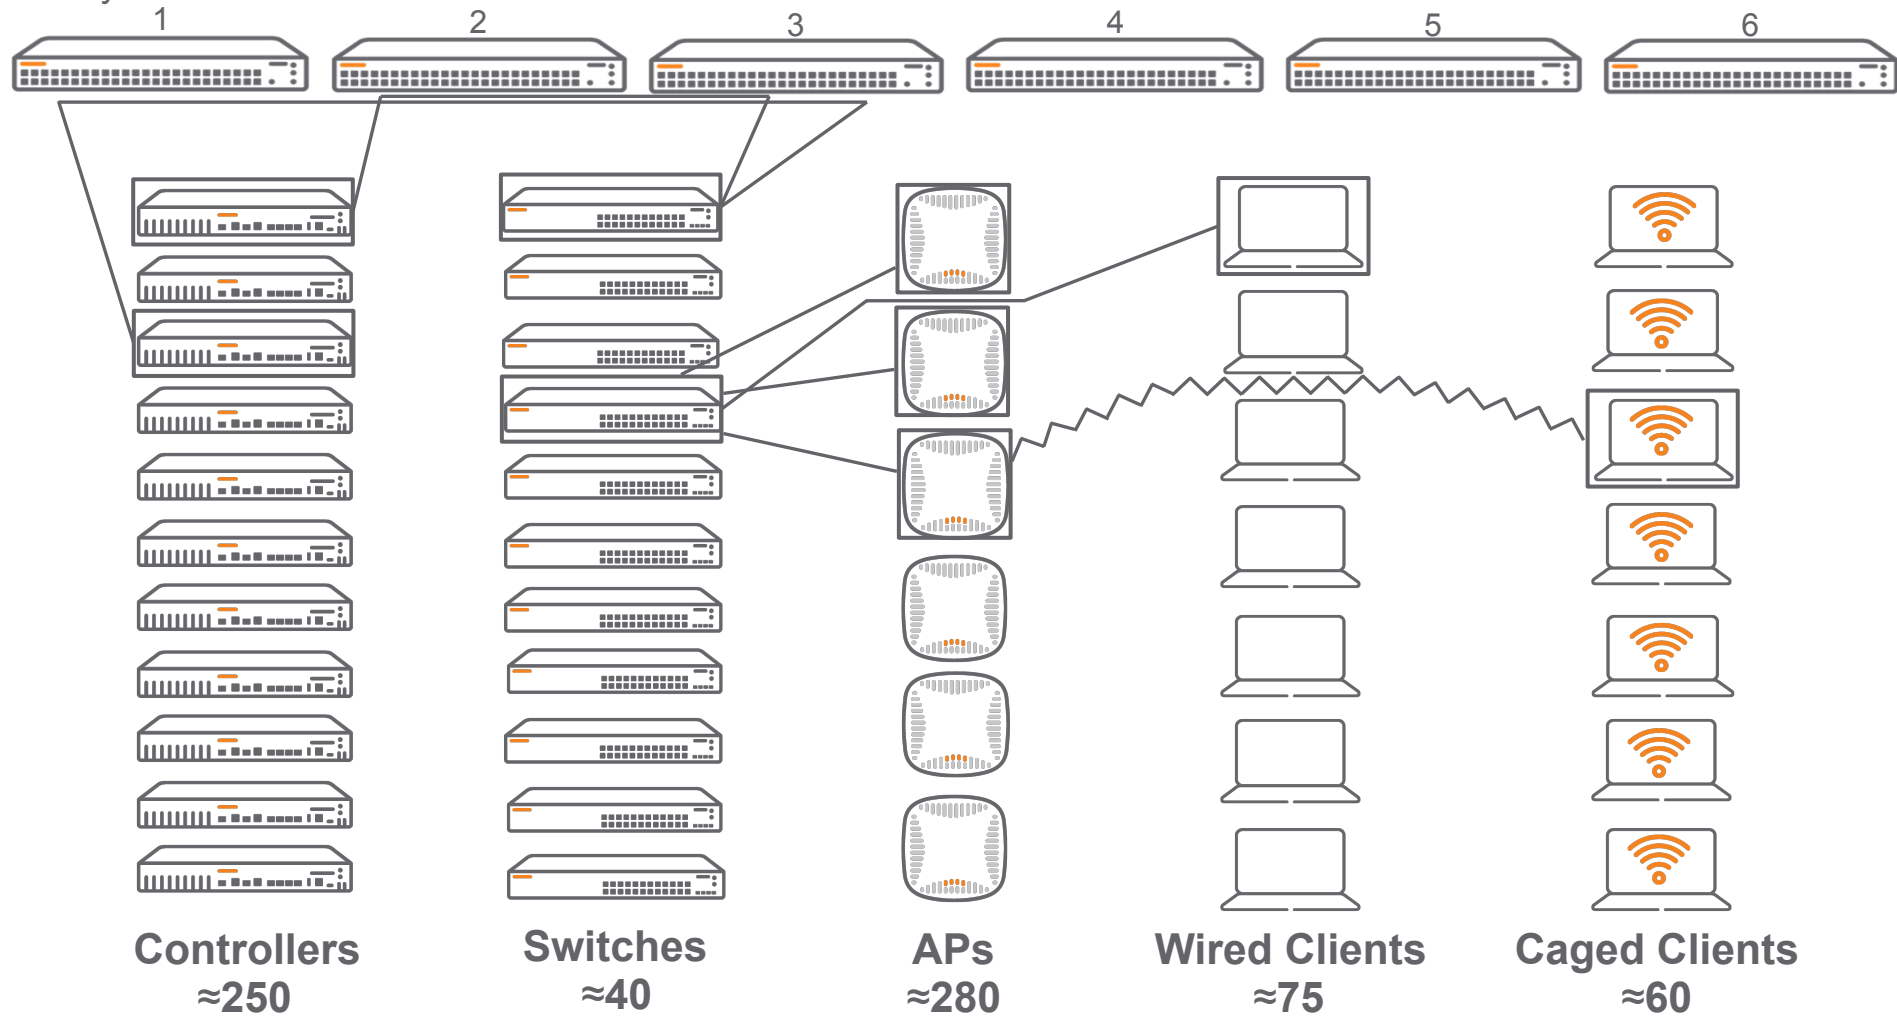 1 2 3 4 5 6
Controllers Switches APs Wired Clients Caged Clients
≈250 ≈40 ≈280 ≈75 ≈60